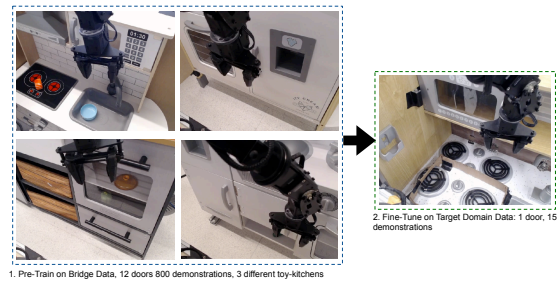 01:30
2. Fine-Tune on Target Domain Data: 1 door, 15
demonstrations
1. Pre-Train on Bridge Data, 12 doors 800 demonstrations, 3 different toy-kitchens